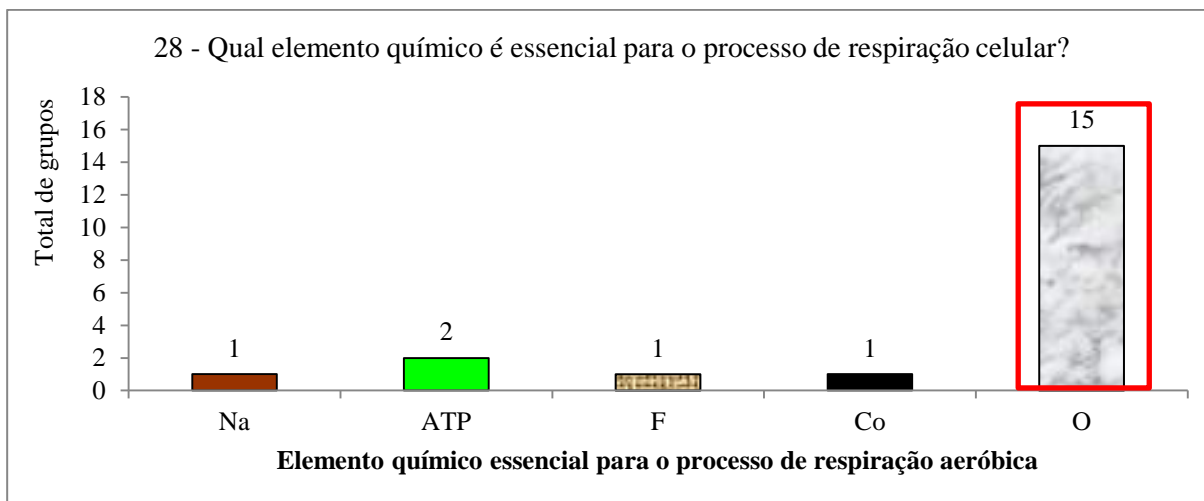 28 - Qual elemento químico é essencial para o processo de respiração celular?
Total de grupos
18
16
14
12
10
8
6
4
2
0
1
2
1
1
15
Na
ATP
F
Co
O
Elemento químico essencial para o processo de respiração aeróbica